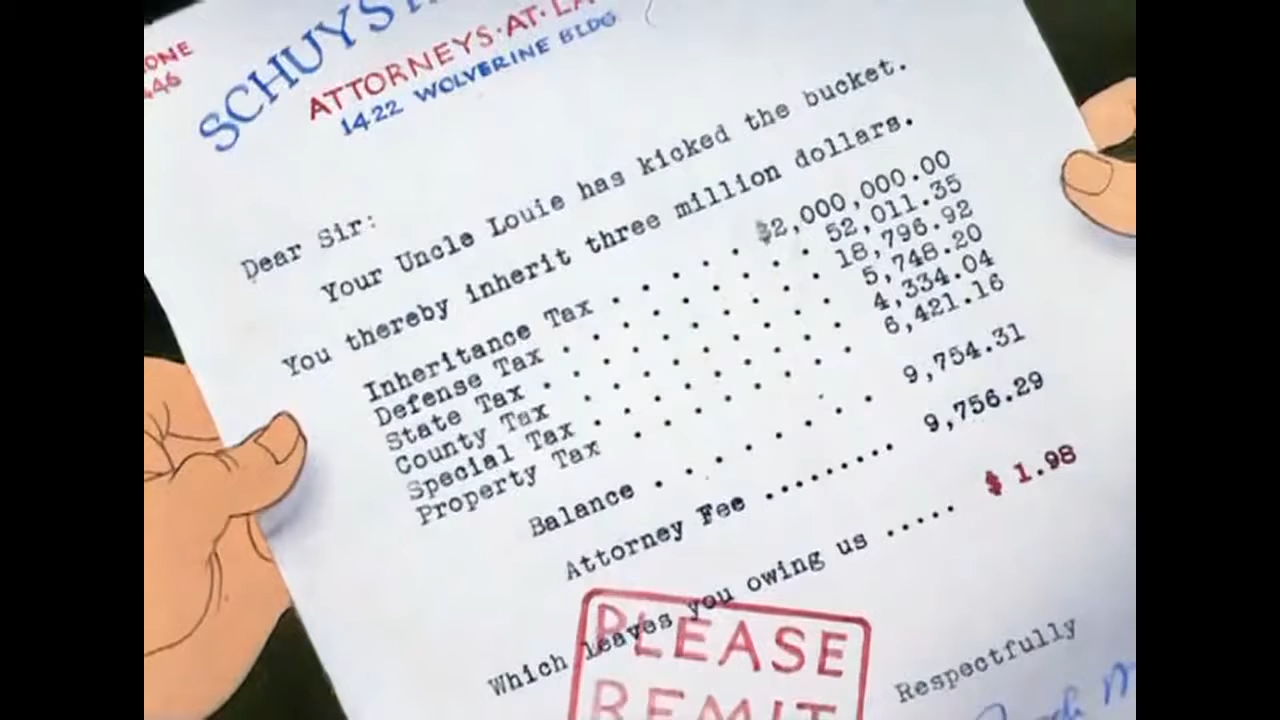 ONE
446
SCHUYS
ATTORNEYS·AT·LA
1422 WOLVERINE BLDG
Dear Sir:
Your Uncle Louie has kicked the bucket.
You thereby inherit three million dollars.
Inheritance Tax . . . . . $2,000,000.00
Defense Tax . . . . . . . 52,011.35
State Tax . . . . . . . 18,796.92
County Tax . . . . . . . 5,748.20
Special Tax . . . . . . 4,334.04
Property Tax . . . . . . 6,421.16
Balance . . . . . . . . 9,754.31
Attorney Fee .......... 9,756.29
Which leaves you owing us ..... $ 1.98
PLEASE
REMIT
Respectfully